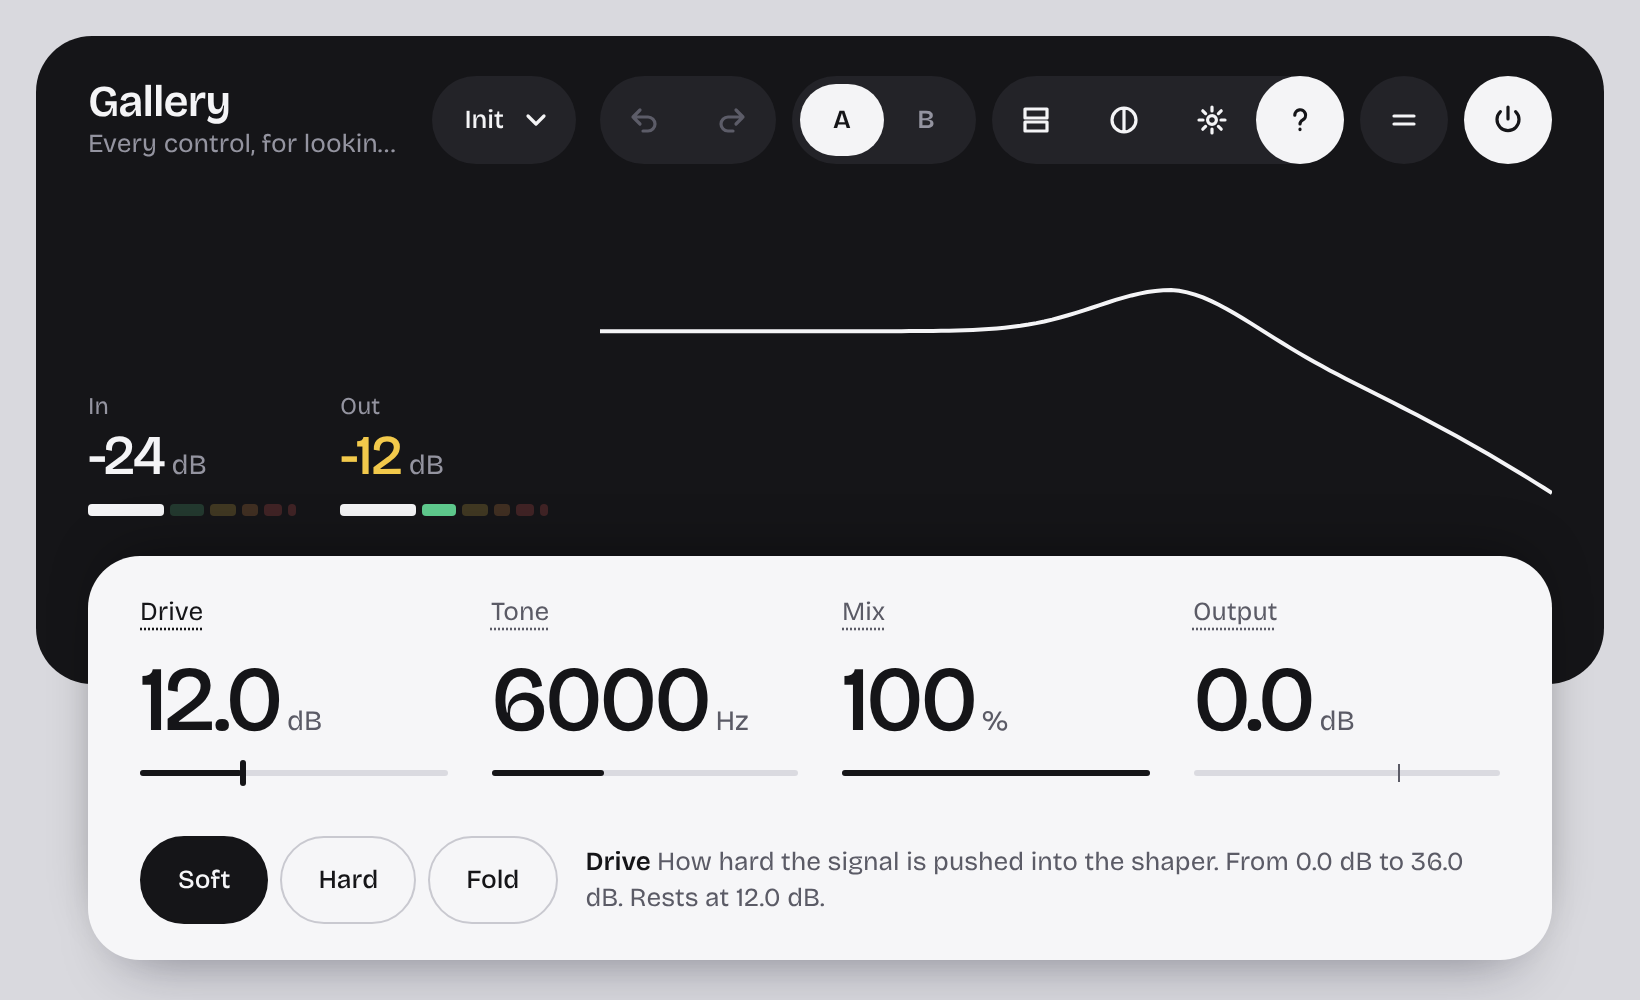 Gallery
Every control, for lookin...
Init
A
B
?
In
-24 dB
Out
-12 dB
Drive
12.0 dB
Tone
6000 Hz
Mix
100 %
Output
0.0 dB
Soft
Hard
Fold
Drive How hard the signal is pushed into the shaper. From 0.0 dB to 36.0
dB. Rests at 12.0 dB.